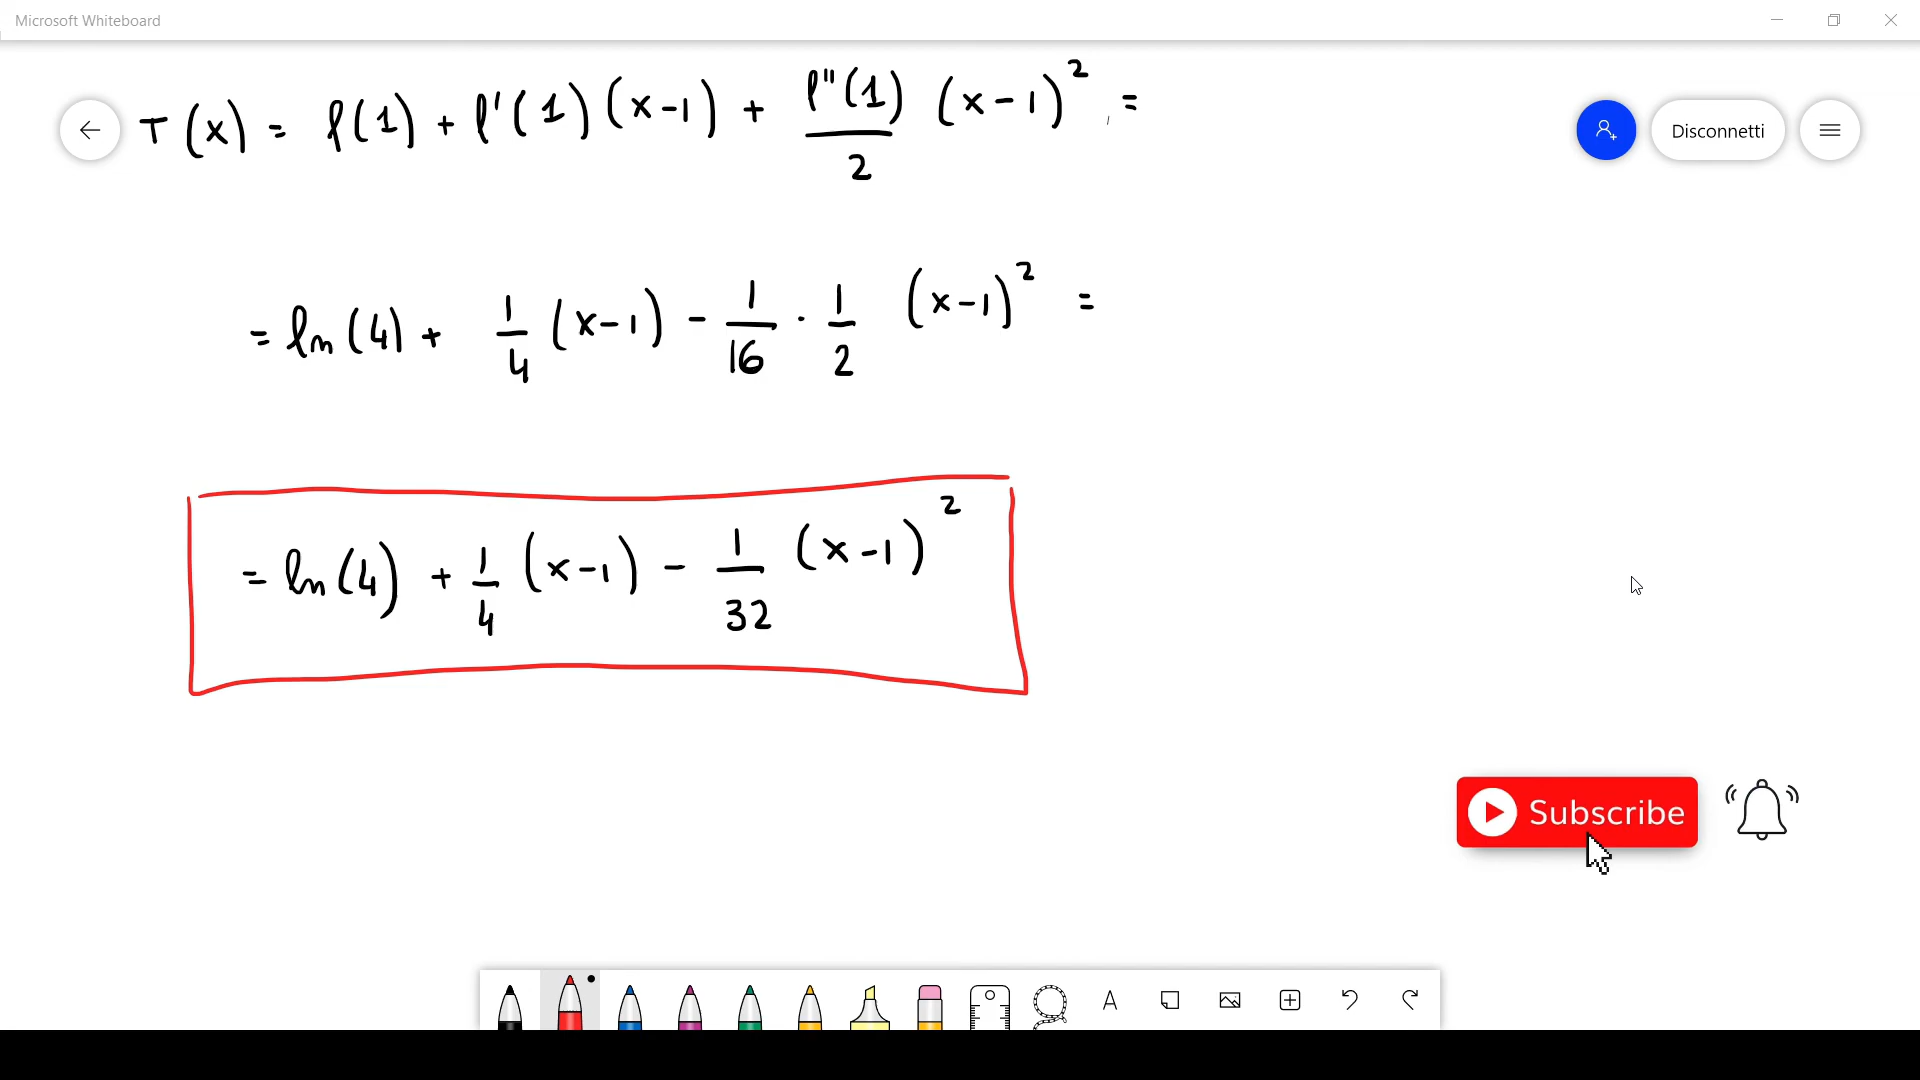 Microsoft Whiteboard
T(x) = f(1) + f'(1)(x-1) + f''(1)/2 (x-1)² =
Disconnetti
= ln(4) + 1/4 (x-1) - 1/16 · 1/2 (x-1)² =
= ln(4) + 1/4 (x-1) - 1/32 (x-1)²
Subscribe